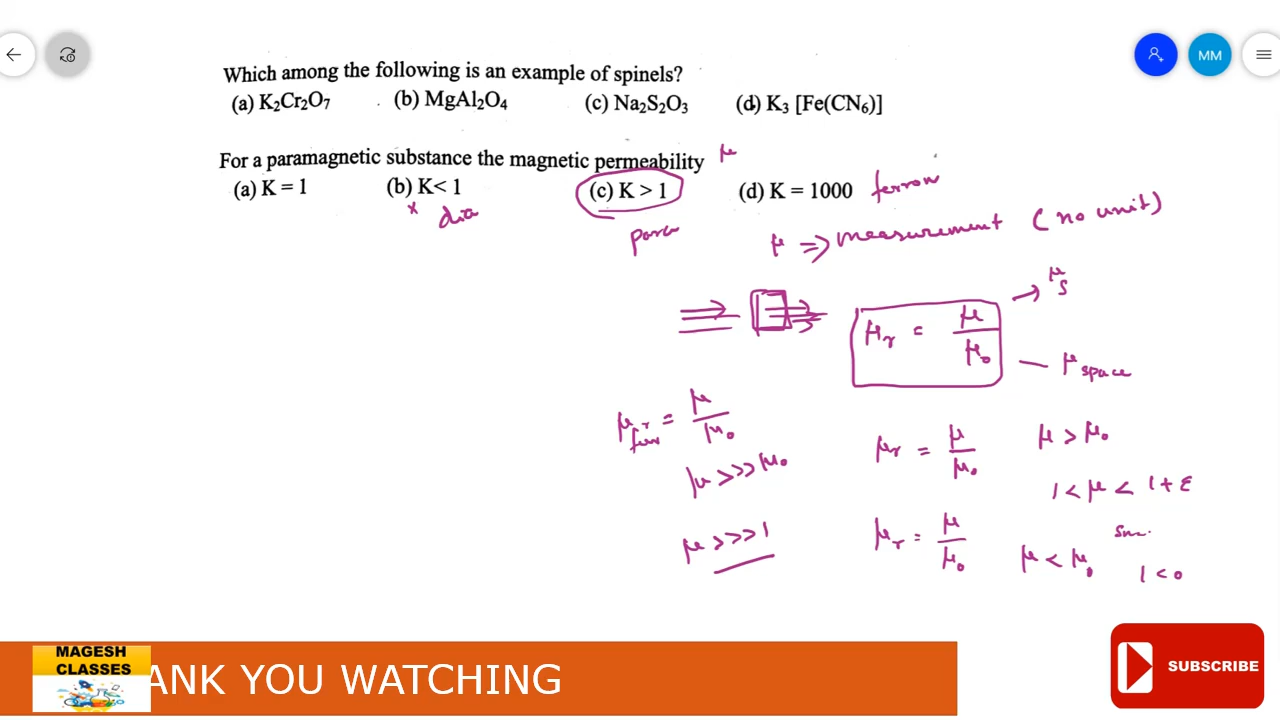 MM
Which among the following is an example of spinels?
(a) K₂Cr₂O₇ (b) MgAl₂O₄ (c) Na₂S₂O₃ (d) K₃ [Fe(CN₆)]
For a paramagnetic substance the magnetic permeability μ
(a) K = 1 (b) K< 1 (c) K > 1 (d) K = 1000 ferrow
x dia
para
μ => measurement (no unit)
μᵣ = μ/μ₀ → μs
— μ space
μᵣ = μ/μ₀
μ >>> μ₀
μᵣ = μ/μ₀ μ > μ₀
1 < μ < 1 + ε
μ >>> 1
μᵣ = μ/μ₀ μ < μ₀
1 < 0
MAGESH
CLASSES
ANK YOU WATCHING
SUBSCRIBE